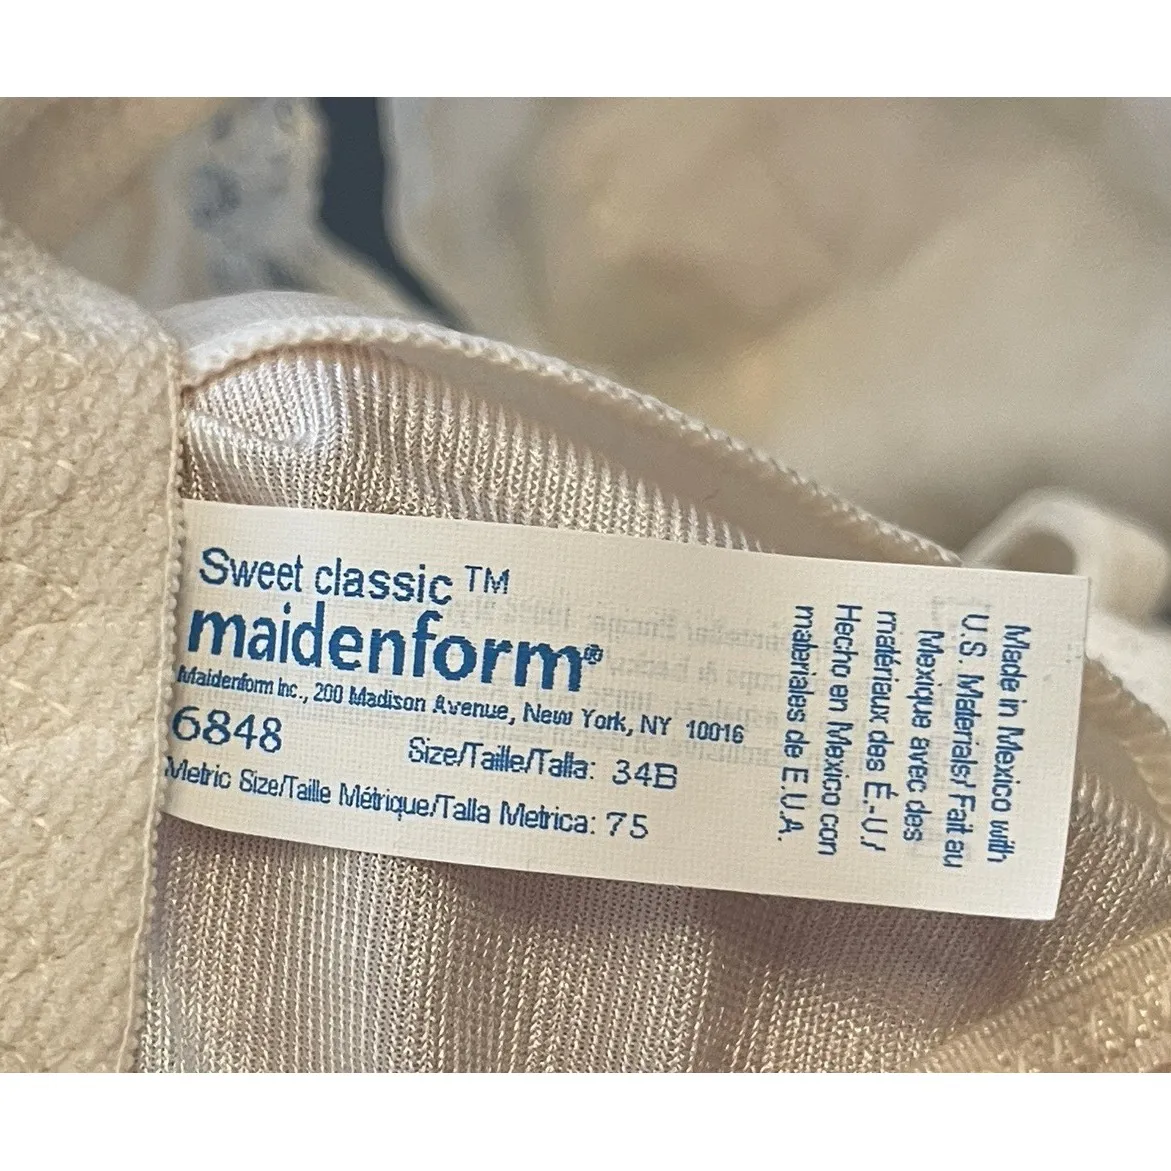 Sweet classic™
maidenform®
Maidenform Inc., 200 Madison Avenue, New York, NY 10016
6848 Size/Taille/Talla: 34B
Metric Size/Taille Métrique/Talla Metrica: 75
Made in Mexico with
U.S. Materials/ Fait au
Mexique avec des
matériaux des É.-U./
Hecho en Mexico con
materiales de E.U.A.